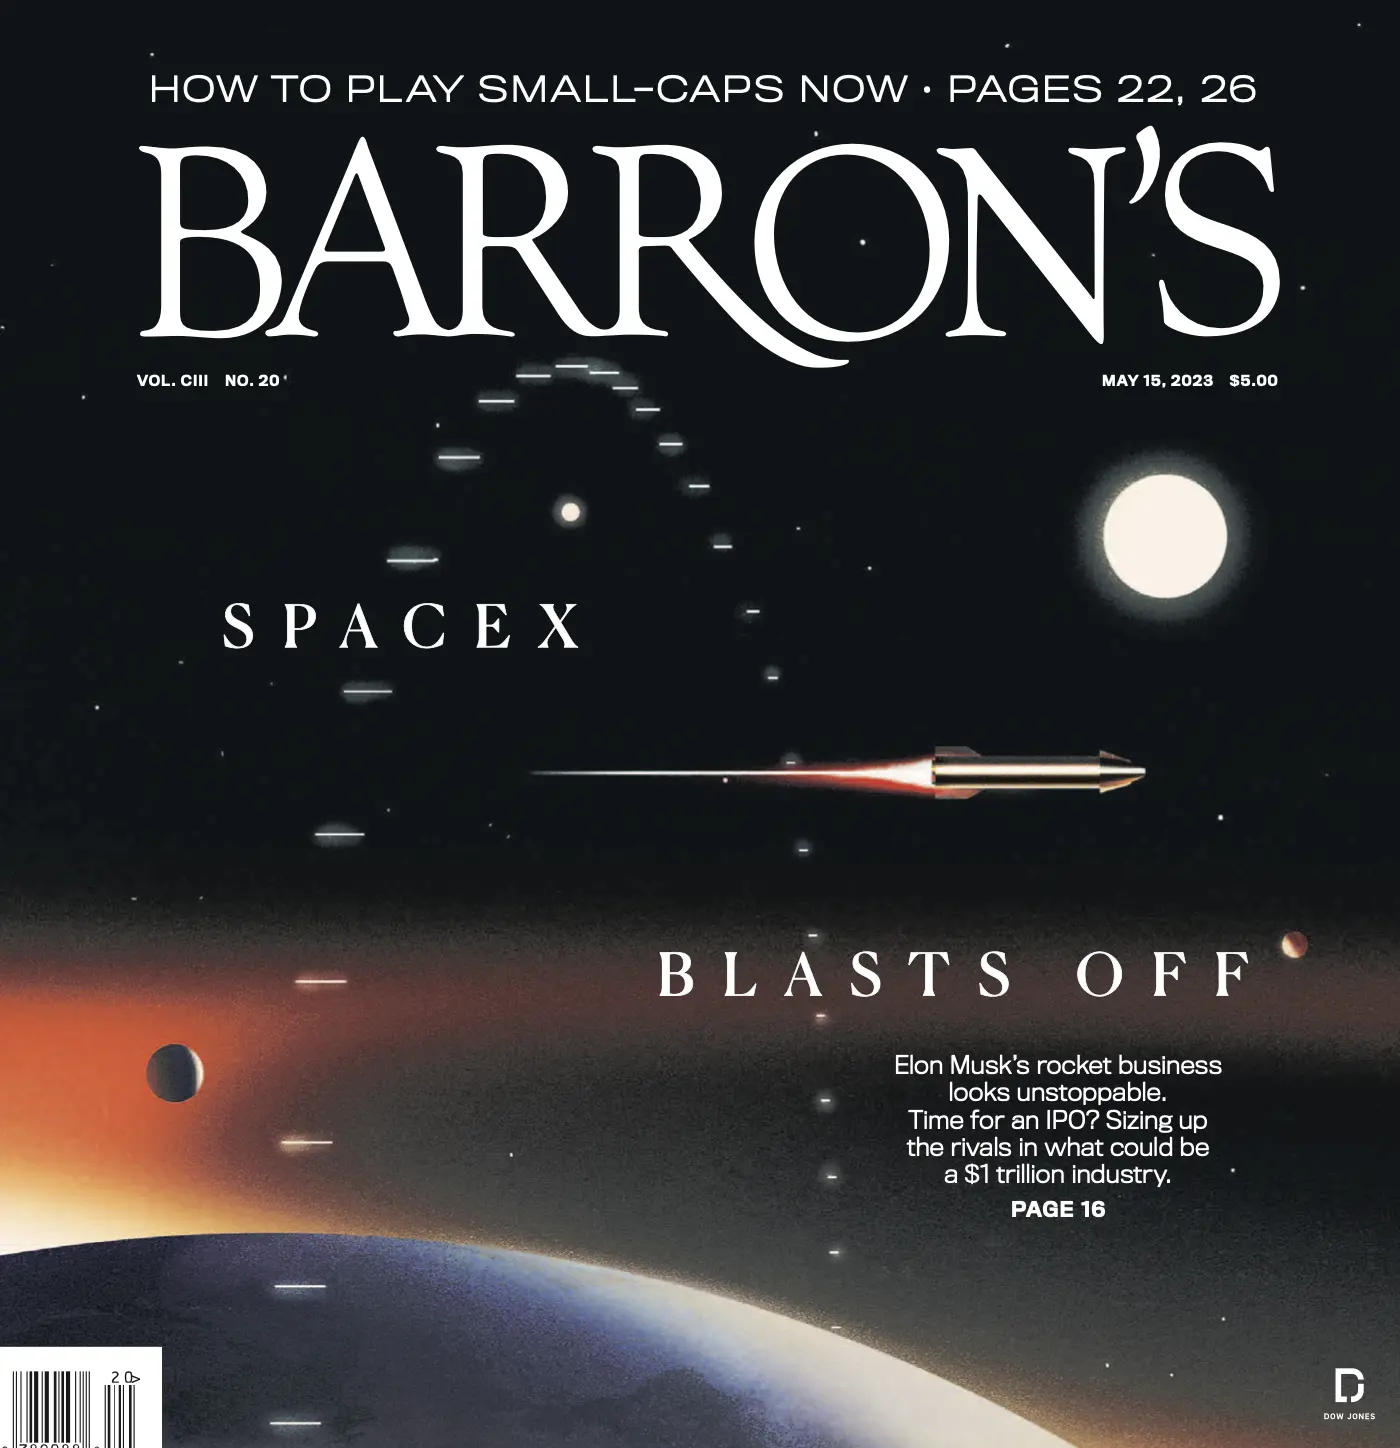 HOW TO PLAY SMALL-CAPS NOW · PAGES 22, 26
BARRON'S
VOL. CIII NO. 20
MAY 15, 2023 $5.00
SPACEX
BLASTS OFF
Elon Musk's rocket business
looks unstoppable.
Time for an IPO? Sizing up
the rivals in what could be
a $1 trillion industry.
PAGE 16
20>
DOW JONES